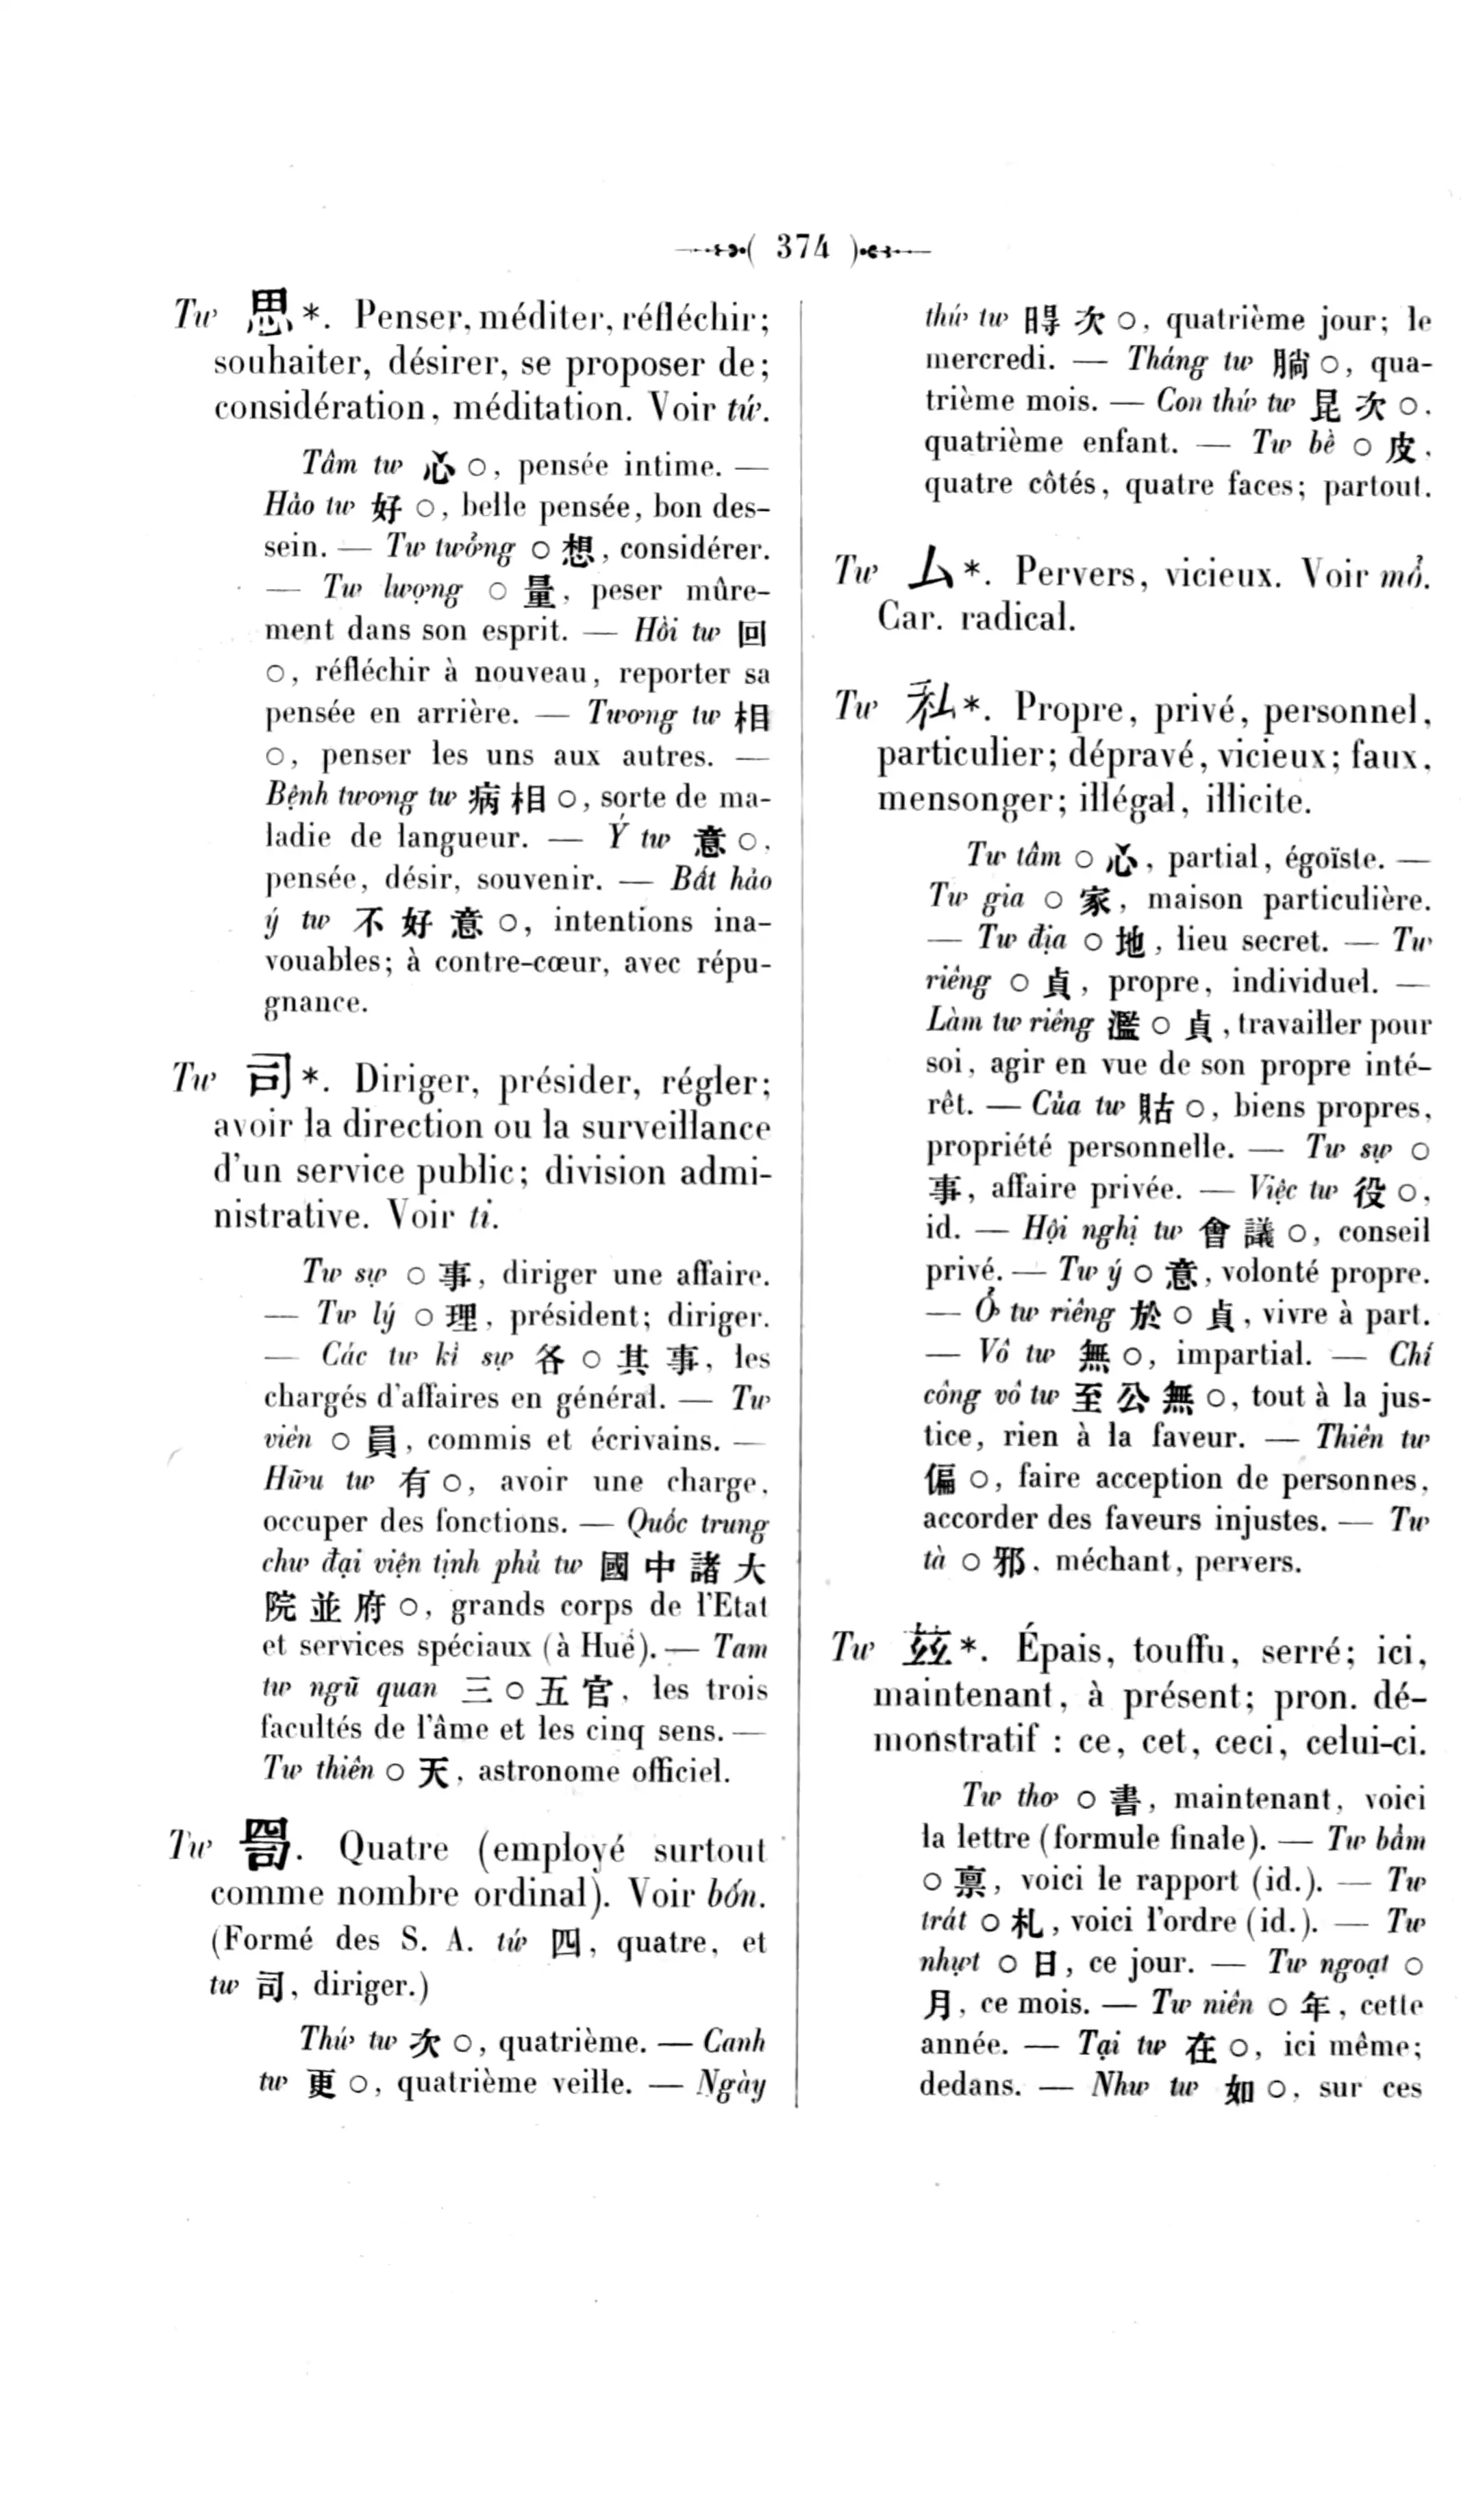 ( 374 )
Tư 思*. Penser, méditer, réfléchir;
souhaiter, désirer, se proposer de;
considération, méditation. Voir tứ.
Tâm tư 心○, pensée intime. —
Hảo tư 好○, belle pensée, bon des-
sein. — Tư tưởng ○想, considérer.
— Tư lượng ○量, peser mûre-
ment dans son esprit. — Hồi tư 回
○, réfléchir à nouveau, reporter sa
pensée en arrière. — Tương tư 相
○, penser les uns aux autres. —
Bệnh tương tư 病相○, sorte de ma-
ladie de langueur. — Ý tư 意○,
pensée, désir, souvenir. — Bất hảo
ý tư 不好意○, intentions ina-
vouables; à contre-cœur, avec répu-
gnance.
Tư 司*. Diriger, présider, régler;
avoir la direction ou la surveillance
d'un service public; division admi-
nistrative. Voir ti.
Tư sự ○事, diriger une affaire.
— Tư lý ○理, président; diriger.
— Các tư kì sự 各○其事, les
chargés d'affaires en général. — Tư
viên ○員, commis et écrivains. —
Hữu tư 有○, avoir une charge,
occuper des fonctions. — Quốc trung
chư đại viện tịnh phủ tư 國中諸大
院並府○, grands corps de l'Etat
et services spéciaux (à Huế). — Tam
tư ngũ quan 三○五官, les trois
facultés de l'âme et les cinq sens. —
Tư thiên ○天, astronome officiel.
Tư 𦊛. Quatre (employé surtout
comme nombre ordinal). Voir bốn.
(Formé des S. A. tứ 四, quatre, et
tư 司, diriger.)
Thứ tư 次○, quatrième. — Canh
tư 更○, quatrième veille. — Ngày
thứ tư 𣈜次○, quatrième jour; le
mercredi. — Tháng tư 𣎃○, qua-
trième mois. — Con thứ tư 昆次○,
quatrième enfant. — Tư bề ○皮,
quatre côtés, quatre faces; partout.
Tư 厶*. Pervers, vicieux. Voir mỗ.
Car. radical.
Tư 私*. Propre, privé, personnel,
particulier; dépravé, vicieux; faux,
mensonger; illégal, illicite.
Tư tâm ○心, partial, égoïste. —
Tư gia ○家, maison particulière.
— Tư địa ○地, lieu secret. — Tư
riêng ○貞, propre, individuel. —
Làm tư riêng 濫○貞, travailler pour
soi, agir en vue de son propre inté-
rêt. — Của tư 貼○, biens propres,
propriété personnelle. — Tư sự ○
事, affaire privée. — Việc tư 役○,
id. — Hội nghị tư 會議○, conseil
privé. — Tư ý ○意, volonté propre.
— Ở tư riêng 於○貞, vivre à part.
— Vô tư 無○, impartial. — Chí
công vô tư 至公無○, tout à la jus-
tice, rien à la faveur. — Thiên tư
偏○, faire acception de personnes,
accorder des faveurs injustes. — Tư
tà ○邪, méchant, pervers.
Tư 茲*. Épais, touffu, serré; ici,
maintenant, à présent; pron. dé-
monstratif : ce, cet, ceci, celui-ci.
Tư thơ ○書, maintenant, voici
la lettre (formule finale). — Tư bẩm
○禀, voici le rapport (id.). — Tư
trát ○札, voici l'ordre (id.). — Tư
nhựt ○日, ce jour. — Tư ngoạt ○
月, ce mois. — Tư niên ○年, cette
année. — Tại tư 在○, ici même;
dedans. — Như tư 如○, sur ces